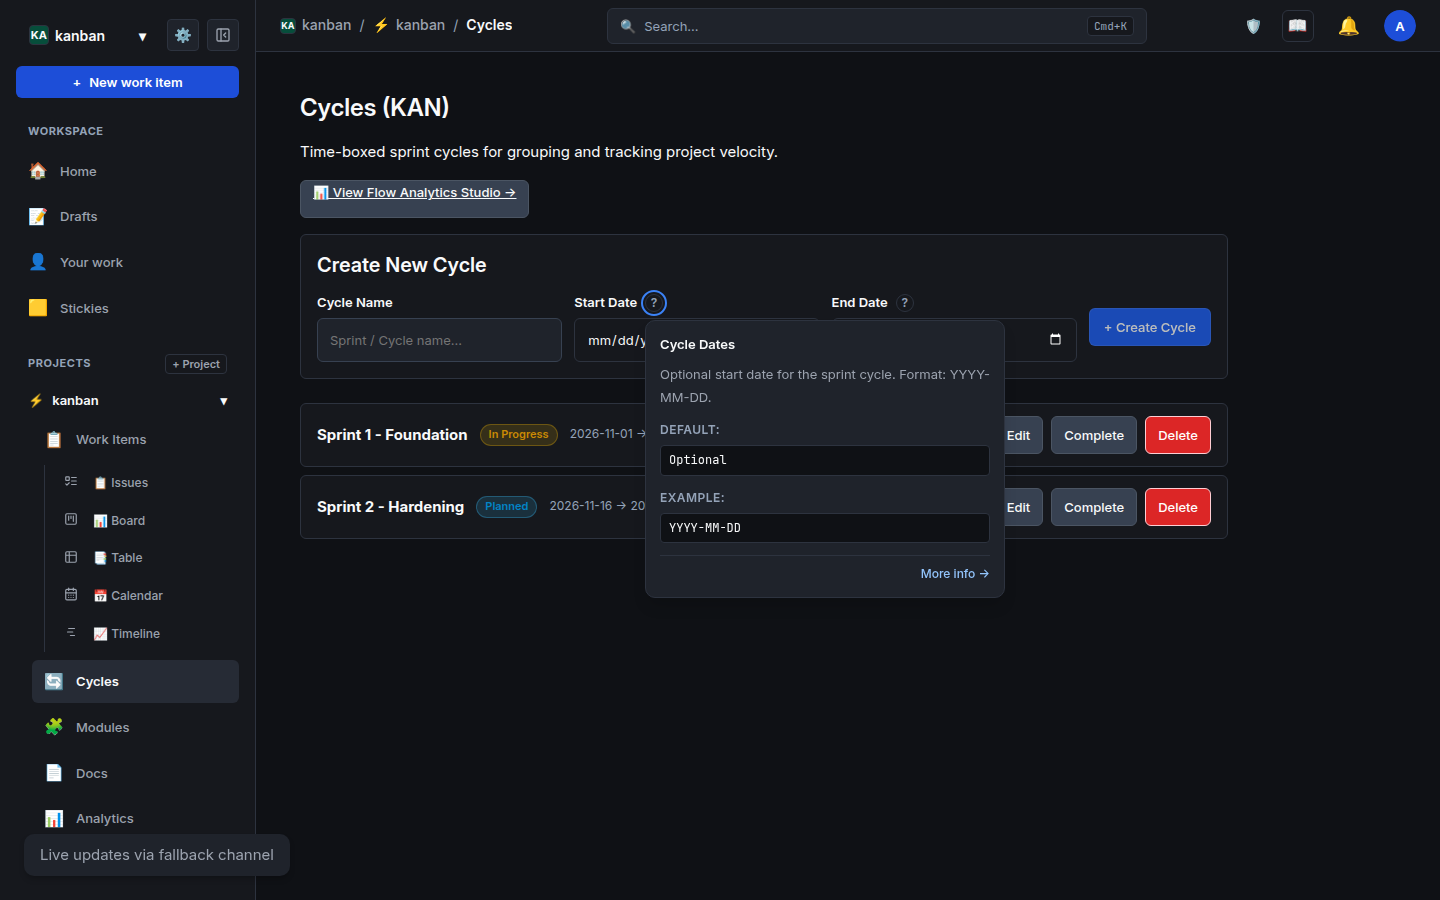 KA kanban ▾
+ New work item
WORKSPACE
Home
Drafts
Your work
Stickies
PROJECTS
+ Project
kanban ▾
Work Items
Issues
Board
Table
Calendar
Timeline
Cycles
Modules
Docs
Analytics
Live updates via fallback channel
KA kanban / kanban / Cycles
Search...
Cmd+K
A
Cycles (KAN)
Time-boxed sprint cycles for grouping and tracking project velocity.
View Flow Analytics Studio →
Create New Cycle
Cycle Name
Start Date ?
End Date ?
Sprint / Cycle name...
mm/dd/y
+ Create Cycle
Cycle Dates
Optional start date for the sprint cycle. Format: YYYY-
MM-DD.
DEFAULT:
Optional
EXAMPLE:
YYYY-MM-DD
More info →
Sprint 1 - Foundation In Progress 2026-11-01 → Edit Complete Delete
Sprint 2 - Hardening Planned 2026-11-16 → 20 Edit Complete Delete